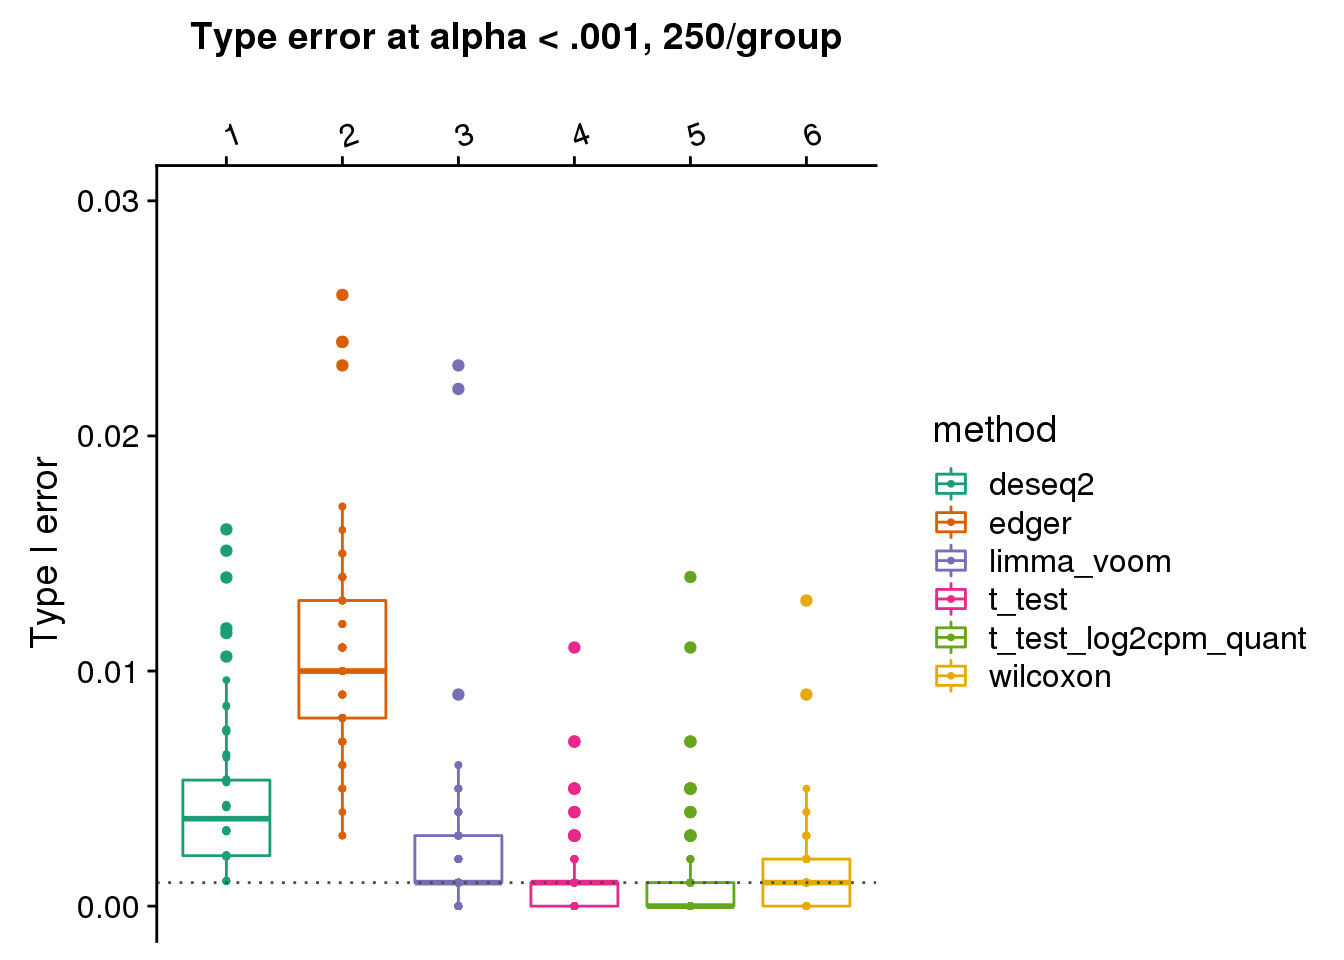 Type error at alpha < .001, 250/group
1 2 3 4 5 6
0.03
0.02
0.01
0.00
Type I error
method
deseq2
edger
limma_voom
t_test
t_test_log2cpm_quant
wilcoxon